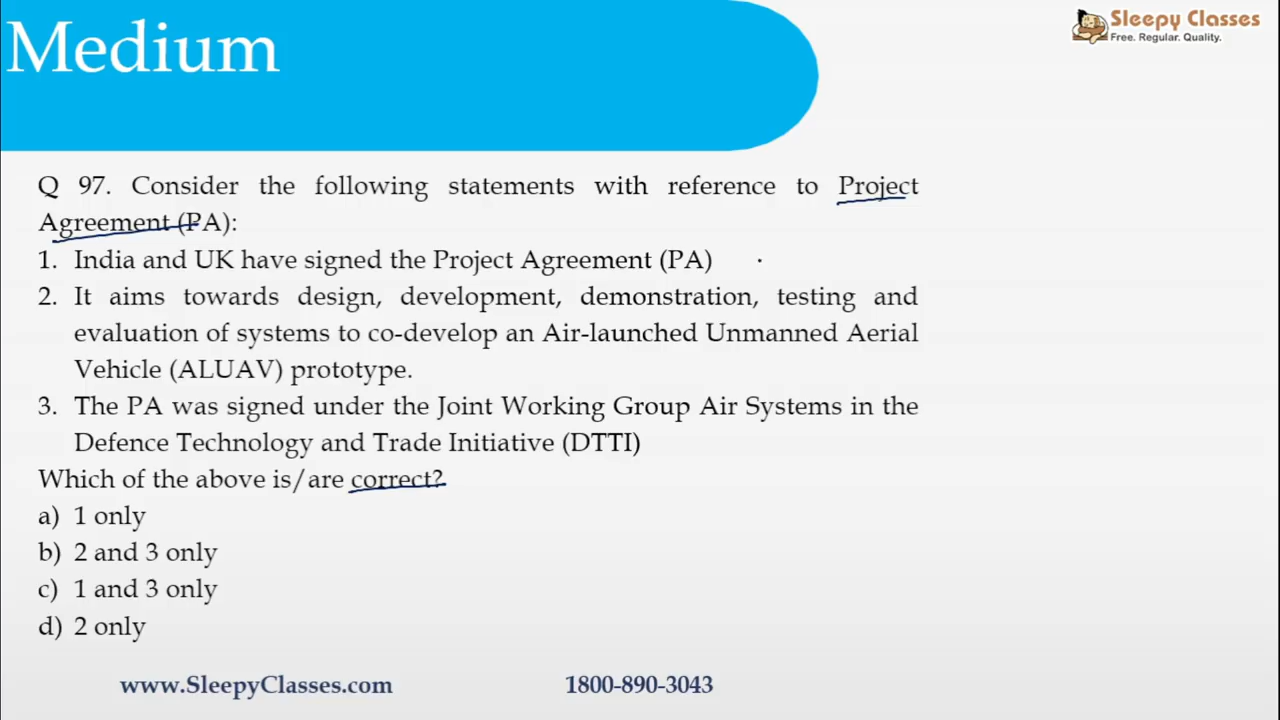 Medium
Sleepy Classes
Free. Regular. Quality.
Q 97. Consider the following statements with reference to Project
Agreement (PA):
1. India and UK have signed the Project Agreement (PA)
2. It aims towards design, development, demonstration, testing and
evaluation of systems to co-develop an Air-launched Unmanned Aerial
Vehicle (ALUAV) prototype.
3. The PA was signed under the Joint Working Group Air Systems in the
Defence Technology and Trade Initiative (DTTI)
Which of the above is/are correct?
a) 1 only
b) 2 and 3 only
c) 1 and 3 only
d) 2 only
www.SleepyClasses.com
1800-890-3043